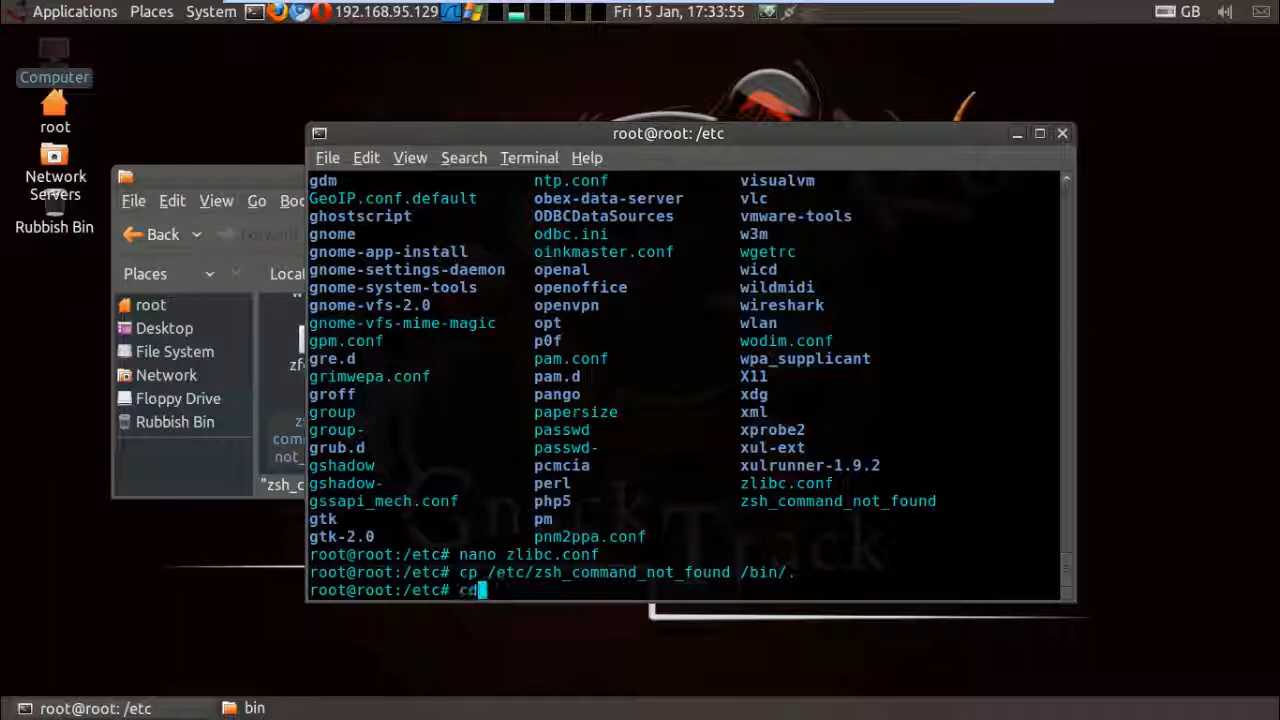 Applications Places System 192.168.95.129 Fri 15 Jan, 17:33:55 GB
Computer
root
Network
Servers
Rubbish Bin
File Edit View Go Boo
Back Forward
Places Loca
root
Desktop
File System
Network
Floppy Drive
Rubbish Bin
zf
zs
com
not_
"zsh_c
root@root: /etc
File Edit View Search Terminal Help
gdm ntp.conf visualvm
GeoIP.conf.default obex-data-server vlc
ghostscript ODBCDataSources vmware-tools
gnome odbc.ini w3m
gnome-app-install oinkmaster.conf wgetrc
gnome-settings-daemon openal wicd
gnome-system-tools openoffice wildmidi
gnome-vfs-2.0 openvpn wireshark
gnome-vfs-mime-magic opt wlan
gpm.conf p0f wodim.conf
gre.d pam.conf wpa_supplicant
grimwepa.conf pam.d X11
groff pango xdg
group papersize xml
group- passwd xprobe2
grub.d passwd- xul-ext
gshadow pcmcia xulrunner-1.9.2
gshadow- perl zlibc.conf
gssapi_mech.conf php5 zsh_command_not_found
gtk pm
gtk-2.0 pnm2ppa.conf
root@root:/etc# nano zlibc.conf
root@root:/etc# cp /etc/zsh_command_not_found /bin/.
root@root:/etc# cd
Track
root@root: /etc bin